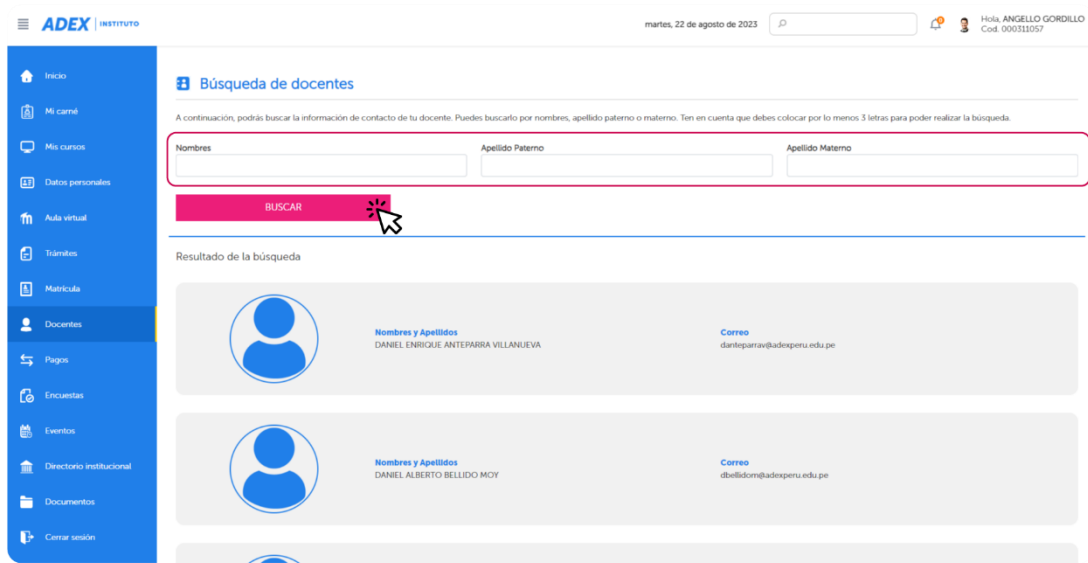 ADEX INSTITUTO
martes, 22 de agosto de 2023
Hola, ANGELLO GORDILLO
Cod. 000311057
Inicio
Mi carné
Mis cursos
Datos personales
Aula virtual
Trámites
Matrícula
Docentes
Pagos
Encuestas
Eventos
Directorio institucional
Documentos
Cerrar sesión
Búsqueda de docentes
A continuación, podrás buscar la información de contacto de tu docente. Puedes buscarlo por nombres, apellido paterno o materno. Ten en cuenta que debes colocar por lo menos 3 letras para poder realizar la búsqueda.
Nombres
Apellido Paterno
Apellido Materno
BUSCAR
Resultado de la búsqueda
Nombres y Apellidos
DANIEL ENRIQUE ANTEPARRA VILLANUEVA
Correo
danteparrav@adexperu.edu.pe
Nombres y Apellidos
DANIEL ALBERTO BELLIDO MOY
Correo
dbellidom@adexperu.edu.pe